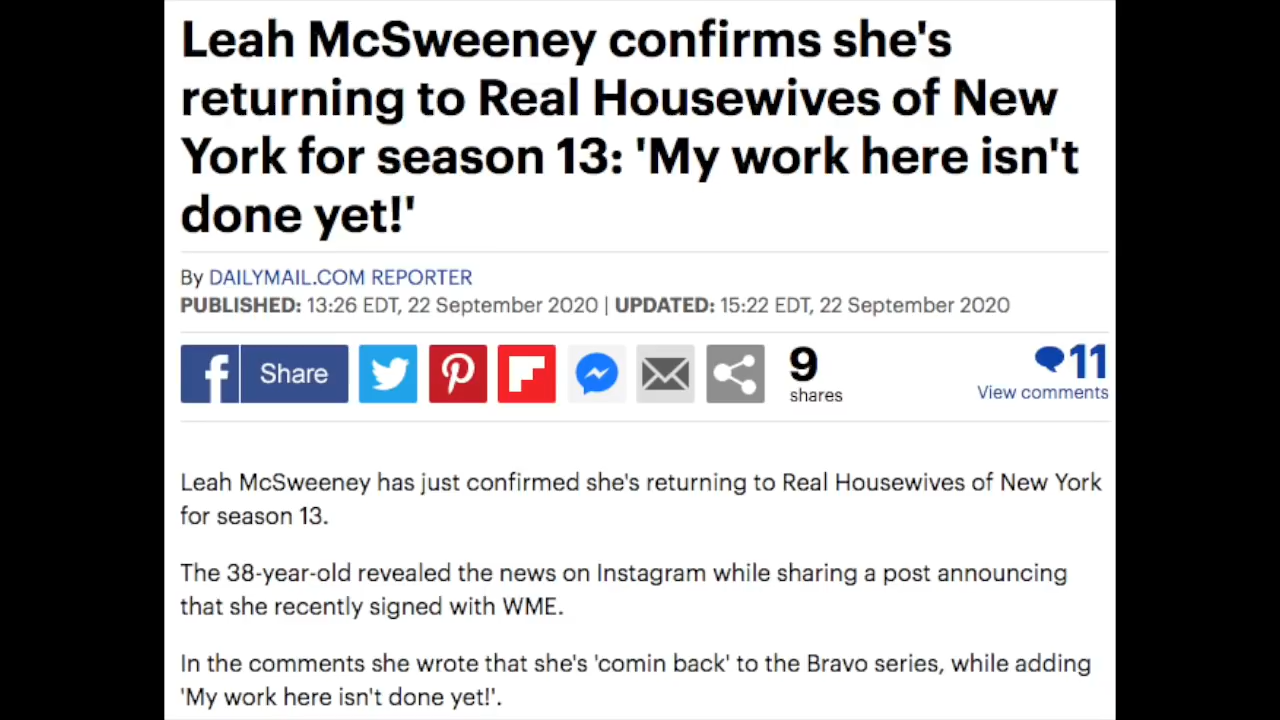 Leah McSweeney confirms she's
returning to Real Housewives of New
York for season 13: 'My work here isn't
done yet!'
By DAILYMAIL.COM REPORTER
PUBLISHED: 13:26 EDT, 22 September 2020 | UPDATED: 15:22 EDT, 22 September 2020
Share
9
shares
11
View comments
Leah McSweeney has just confirmed she's returning to Real Housewives of New York
for season 13.
The 38-year-old revealed the news on Instagram while sharing a post announcing
that she recently signed with WME.
In the comments she wrote that she's 'comin back' to the Bravo series, while adding
'My work here isn't done yet!'.